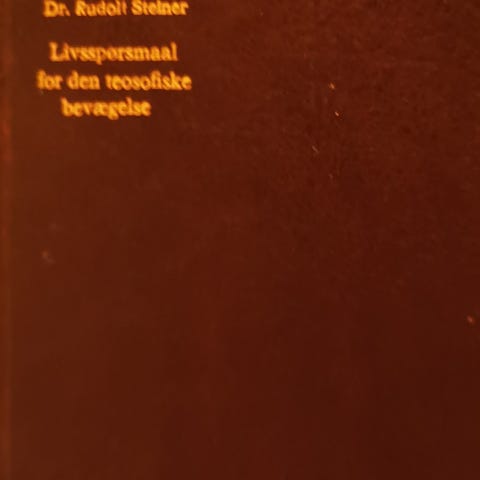 Dr. Rudolf Steiner
Livsspørsmaal
for den teosofiske
bevægelse